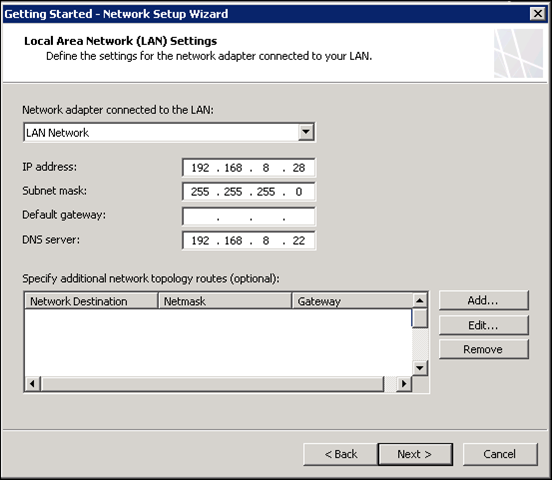 Getting Started - Network Setup Wizard
Local Area Network (LAN) Settings
Define the settings for the network adapter connected to your LAN.
Network adapter connected to the LAN:
LAN Network
IP address: 192 . 168 . 8 . 28
Subnet mask: 255 . 255 . 255 . 0
Default gateway: . . .
DNS server: 192 . 168 . 8 . 22
Specify additional network topology routes (optional):
Network Destination Netmask Gateway Add...
Edit...
Remove
< Back Next > Cancel